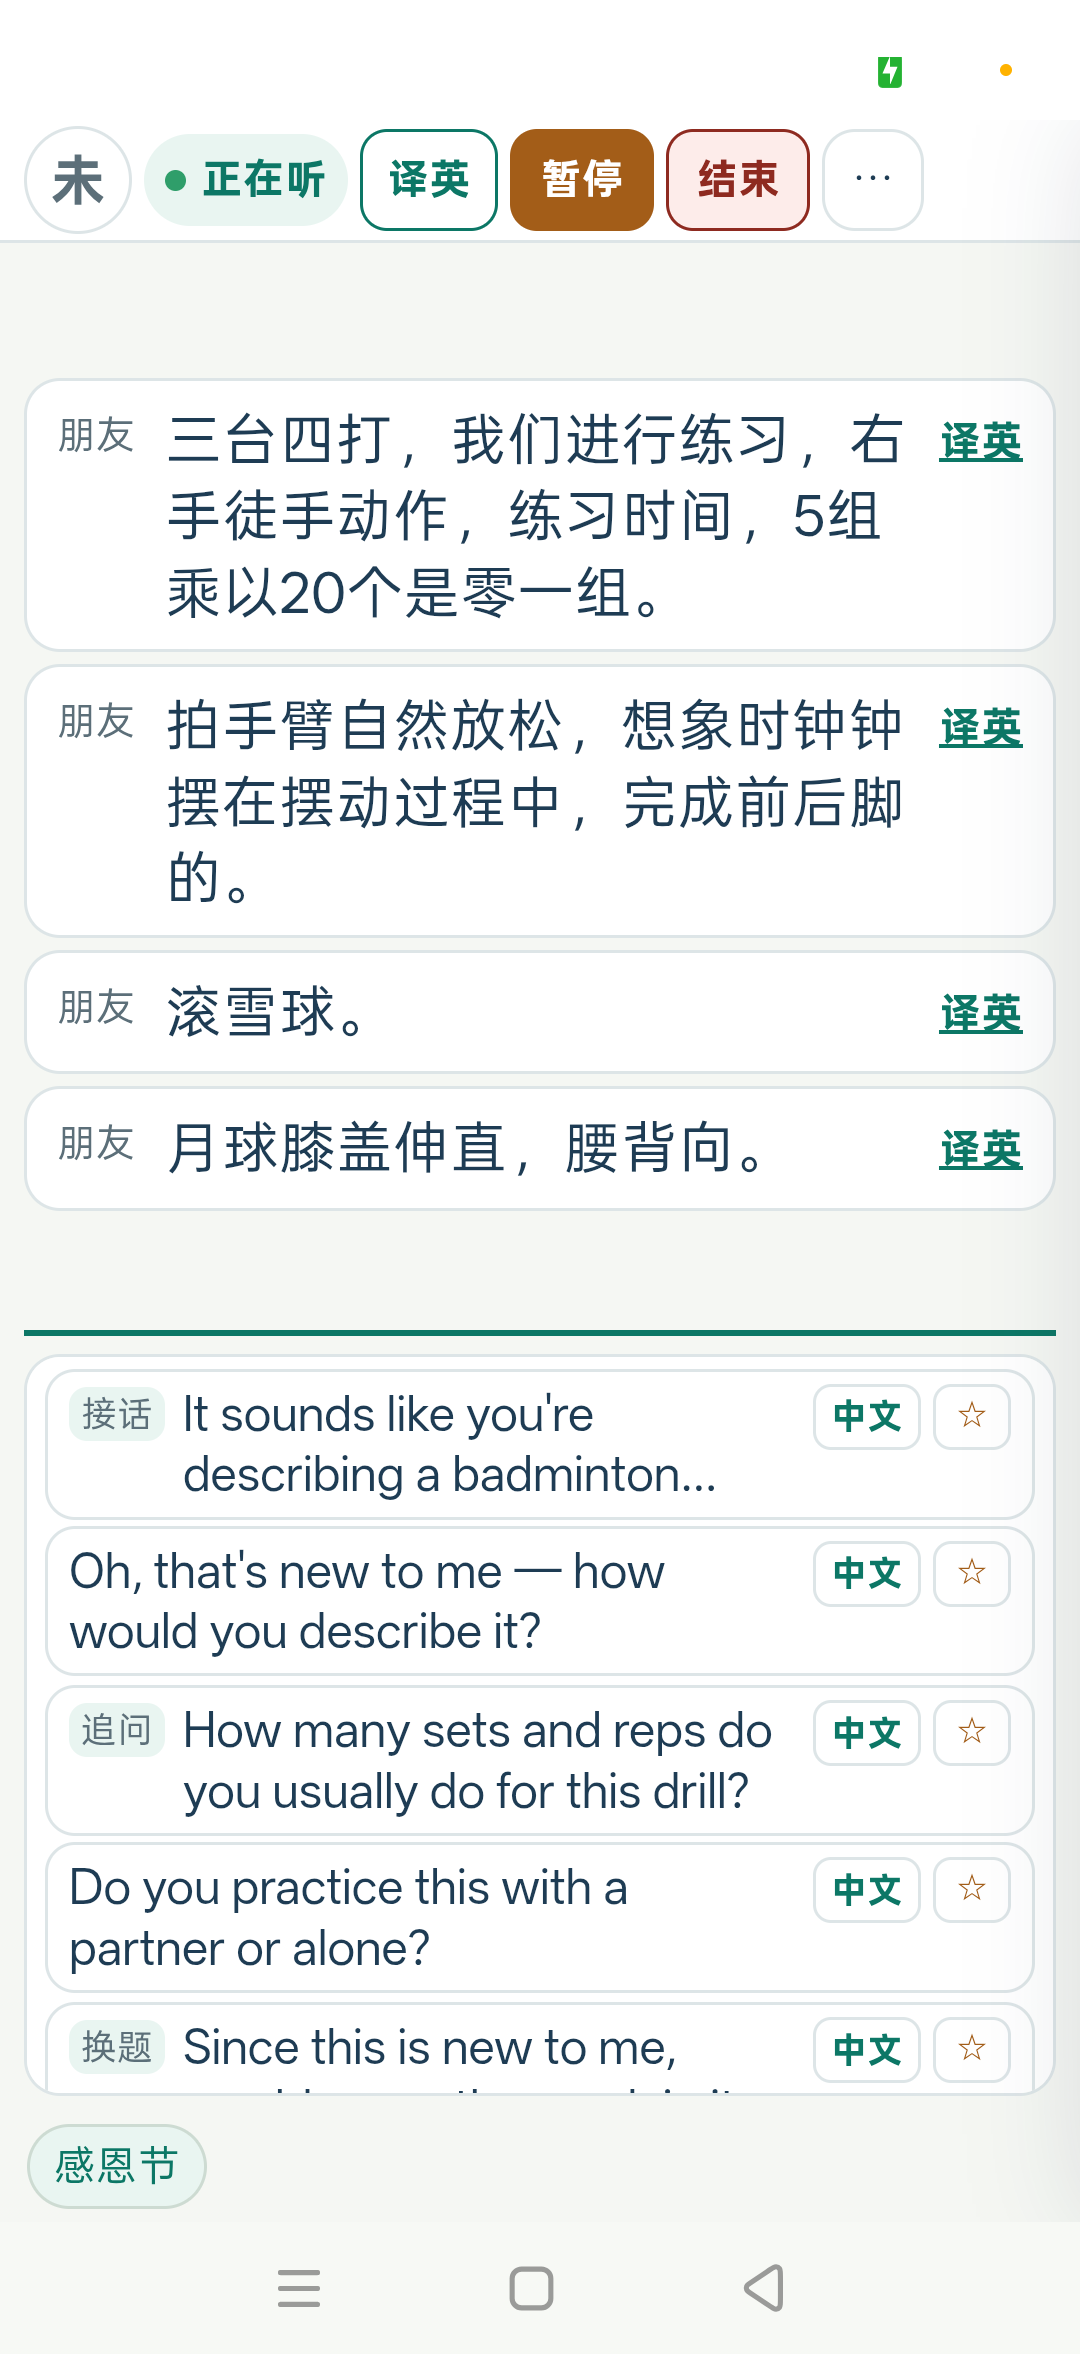 未 正在听 译英 暂停 结束 ...
朋友 三台四打，我们进行练习，右 译英
手徒手动作，练习时间，5组
乘以20个是零一组。
朋友 拍手臂自然放松，想象时钟钟 译英
摆在摆动过程中，完成前后脚
的。
朋友 滚雪球。 译英
朋友 月球膝盖伸直，腰背向。 译英
接话 It sounds like you're 中文 ☆
describing a badminton...
Oh, that's new to me — how 中文 ☆
would you describe it?
追问 How many sets and reps do 中文 ☆
you usually do for this drill?
Do you practice this with a 中文 ☆
partner or alone?
换题 Since this is new to me, 中文 ☆
感恩节